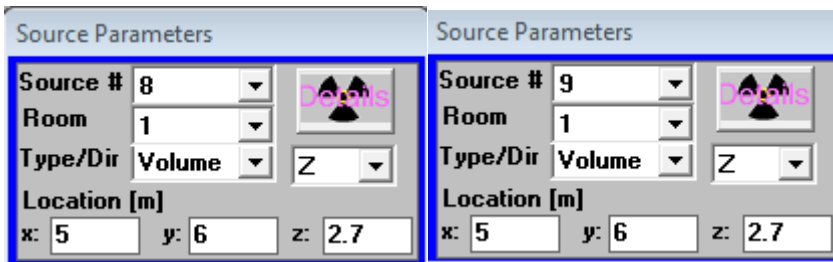 Source Parameters
Source # 8
Details
Room 1
Type/Dir Volume Z
Location [m]
x: 5 y: 6 z: 2.7
Source Parameters
Source # 9
Details
Room 1
Type/Dir Volume Z
Location [m]
x: 5 y: 6 z: 2.7